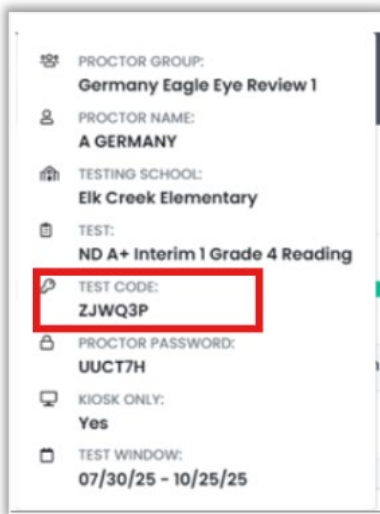 PROCTOR GROUP:
Germany Eagle Eye Review 1
PROCTOR NAME:
A GERMANY
TESTING SCHOOL:
Elk Creek Elementary
TEST:
ND A+ Interim 1 Grade 4 Reading
TEST CODE:
ZJWQ3P
PROCTOR PASSWORD:
UUCT7H
KIOSK ONLY:
Yes
TEST WINDOW:
07/30/25 - 10/25/25